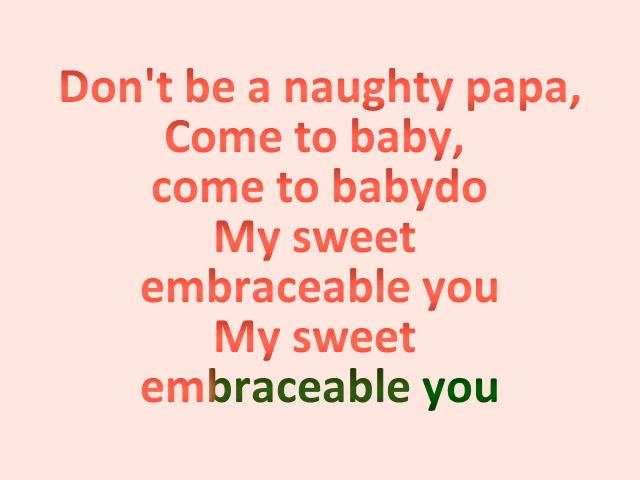 Don't be a naughty papa,
Come to baby,
come to babydo
My sweet
embraceable you
My sweet
embraceable you